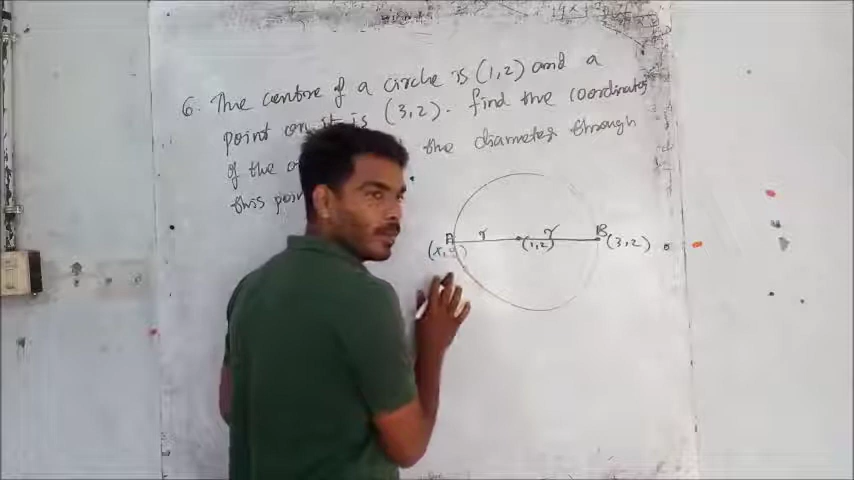 6. The centre of a circle is (1,2) and a
point on it is (3,2). find the coordinates
of the the diameter through
this
A r (1,2) r B (3,2)
(x,y)